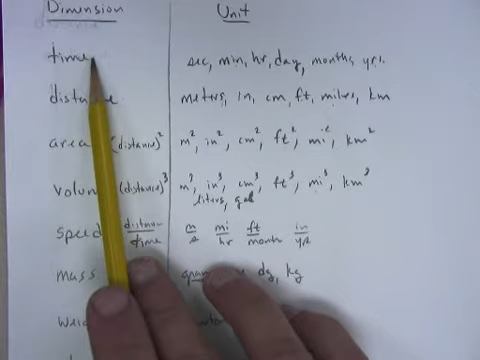 Dimension Unit
time sec, min, hr, day, months, yrs.
distance meters, in, cm, ft, miles, km
area (distance)² m², in², cm², ft², mi², km²
(distance)³ m³, in³, cm³, ft³, mi³, km³
liters, gal
speed distance/time m/s mi/hr ft/month in/yr
mass kg